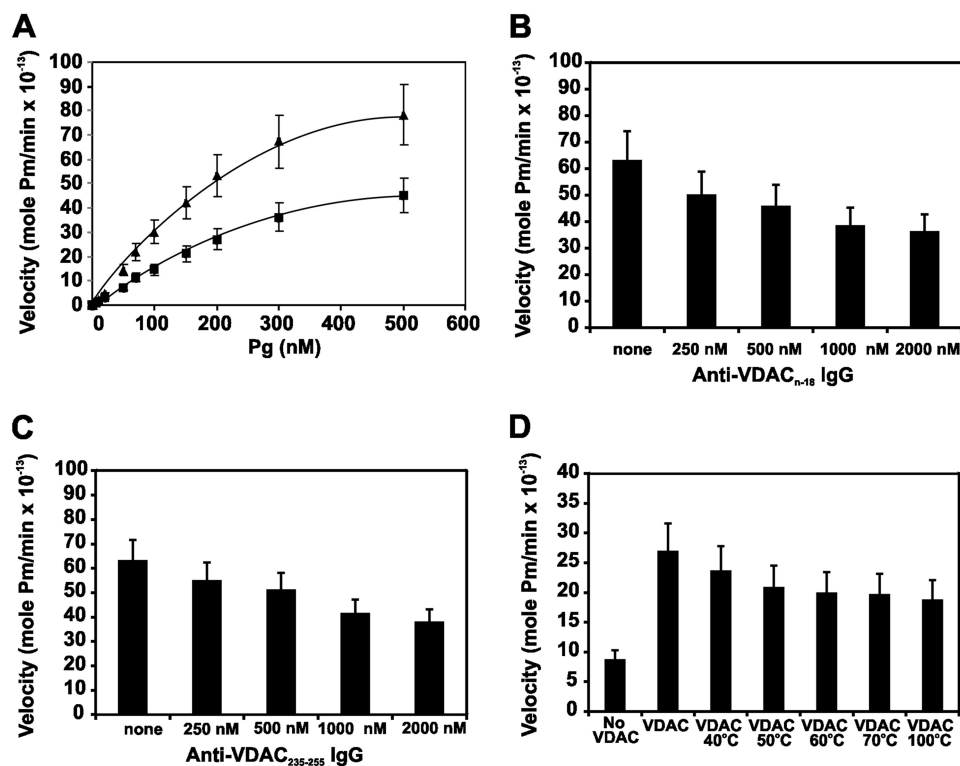 A
Velocity (mole Pm/min x 10⁻¹³)
100
90
80
70
60
50
40
30
20
10
0
0 100 200 300 400 500 600
Pg (nM)
B
Velocity (mole Pm/min x 10⁻¹³)
100
90
80
70
60
50
40
30
20
10
0
none 250 nM 500 nM 1000 nM 2000 nM
Anti-VDACₙ₋₁₈ IgG
C
Velocity (mole Pm/min x 10⁻¹³)
100
90
80
70
60
50
40
30
20
10
0
none 250 nM 500 nM 1000 nM 2000 nM
Anti-VDAC₂₃₅₋₂₅₅ IgG
D
Velocity (mole Pm/min x 10⁻¹³)
40
35
30
25
20
15
10
5
0
No VDAC VDAC VDAC VDAC VDAC VDAC
VDAC 40°C 50°C 60°C 70°C 100°C